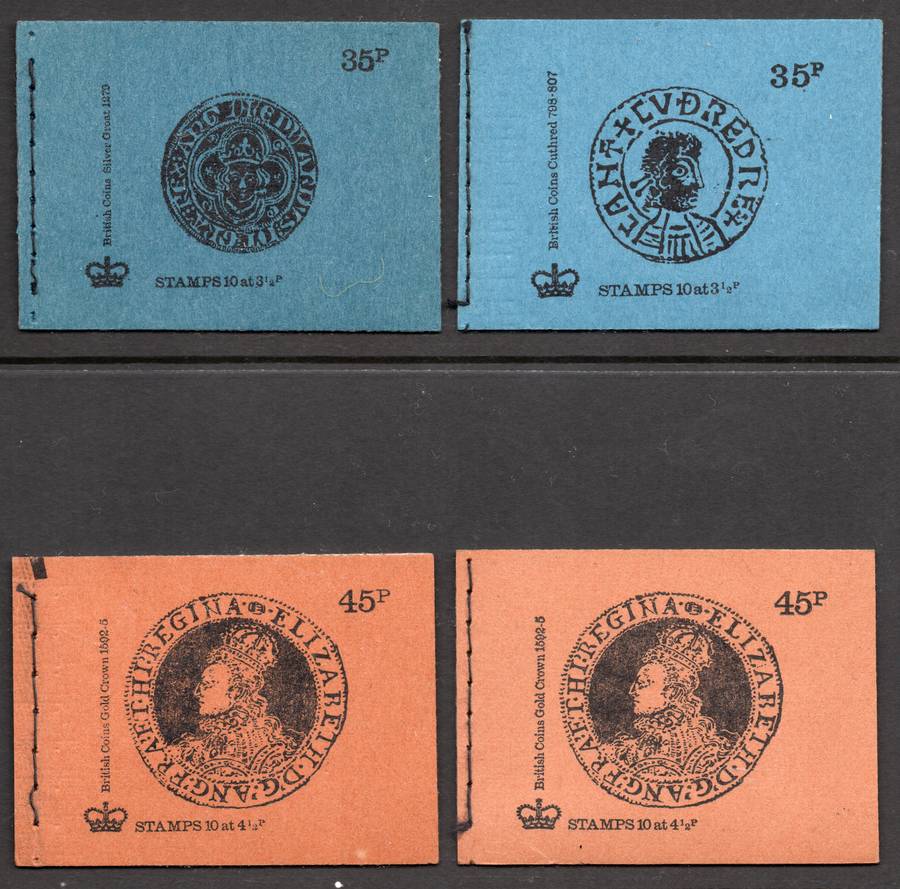 35P
British Coins Silver Groat 1279
STAMPS 10 at 3½P
35P
British Coins Cuthred 798-807
+CUÐREDREX CANT
STAMPS 10 at 3½P
45P
British Coins Gold Crown 1592-5
ELIZABETH·D·G·ANG·FRA·ET·HI·REGINA
STAMPS 10 at 4½P
45P
British Coins Gold Crown 1592-5
ELIZABETH·D·G·ANG·FRA·ET·HI·REGINA
STAMPS 10 at 4½P